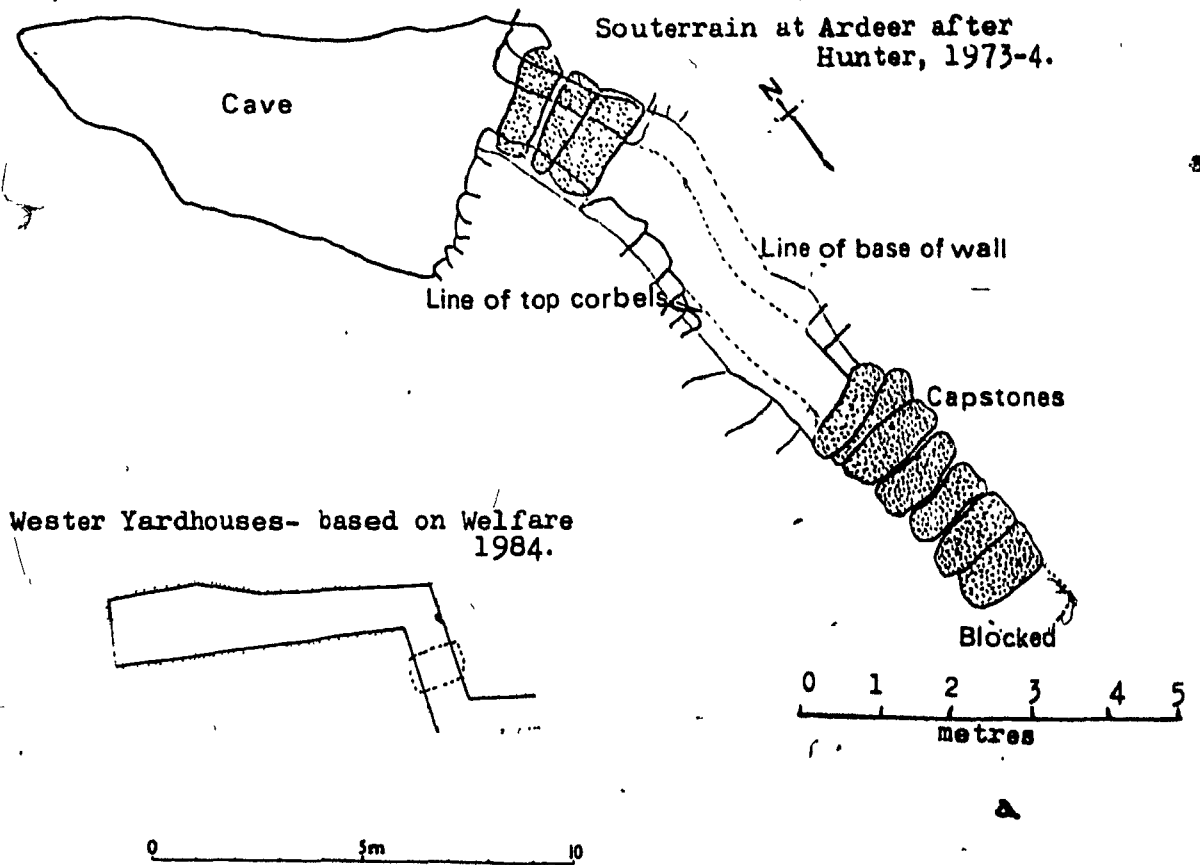 Souterrain at Ardeer after
Hunter, 1973-4.
Cave
N
Line of base of wall
Line of top corbels
Capstones
Wester Yardhouses- based on Welfare
1984.
Blocked
0 1 2 3 4 5
metres
a
0 5m 10